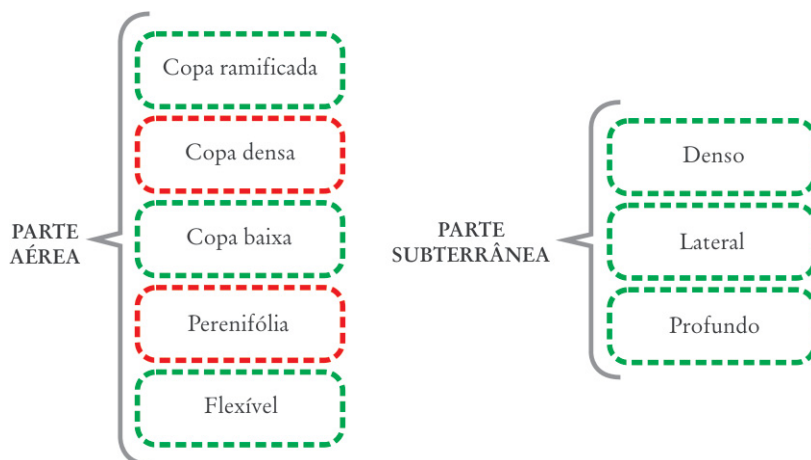 PARTE
AÉREA
Copa ramificada
Copa densa
Copa baixa
Perenifólia
Flexível
PARTE
SUBTERRÂNEA
Denso
Lateral
Profundo